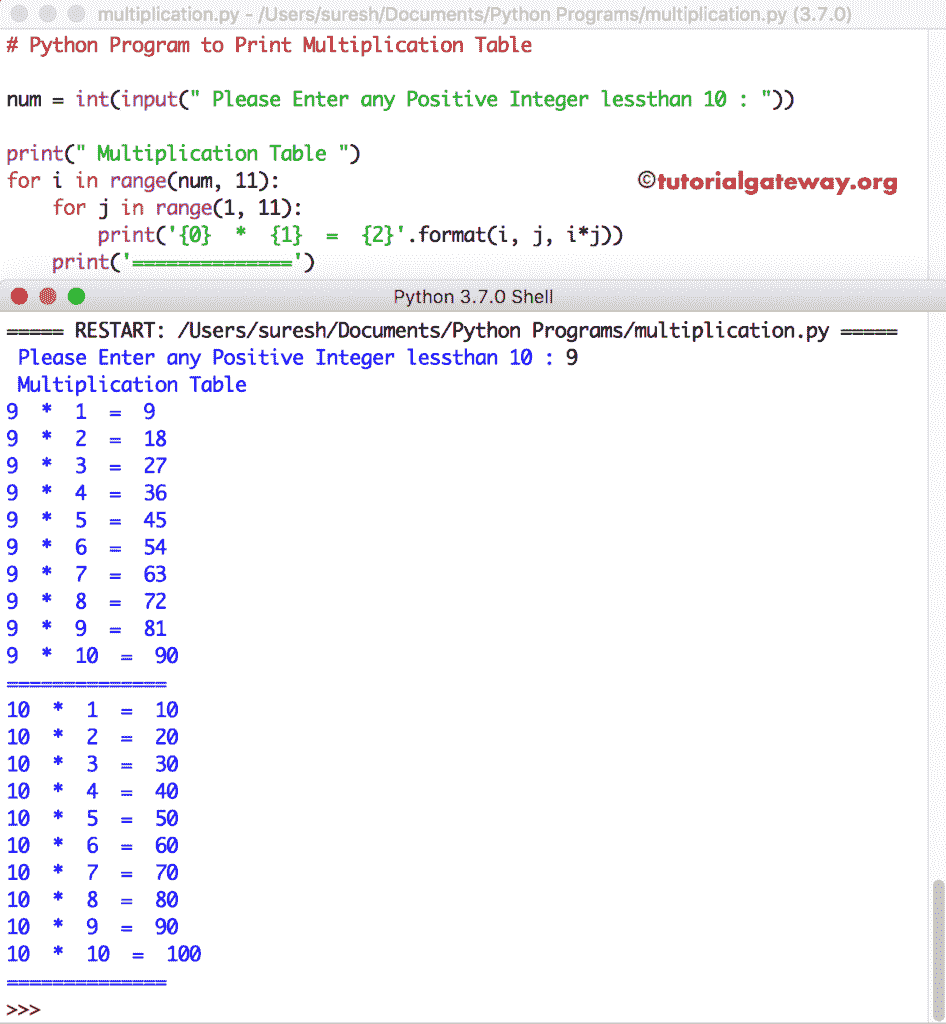 multiplication.py - /Users/suresh/Documents/Python Programs/multiplication.py (3.7.0)
# Python Program to Print Multiplication Table
num = int(input(" Please Enter any Positive Integer lessthan 10 : "))
print(" Multiplication Table ")
for i in range(num, 11):
©tutorialgateway.org
    for j in range(1, 11):
        print('{0}  *  {1}  =  {2}'.format(i, j, i*j))
    print('==============')
Python 3.7.0 Shell
===== RESTART: /Users/suresh/Documents/Python Programs/multiplication.py =====
 Please Enter any Positive Integer lessthan 10 : 9
 Multiplication Table
9  *  1  =  9
9  *  2  =  18
9  *  3  =  27
9  *  4  =  36
9  *  5  =  45
9  *  6  =  54
9  *  7  =  63
9  *  8  =  72
9  *  9  =  81
9  *  10  =  90
==============
10  *  1  =  10
10  *  2  =  20
10  *  3  =  30
10  *  4  =  40
10  *  5  =  50
10  *  6  =  60
10  *  7  =  70
10  *  8  =  80
10  *  9  =  90
10  *  10  =  100
==============
>>>